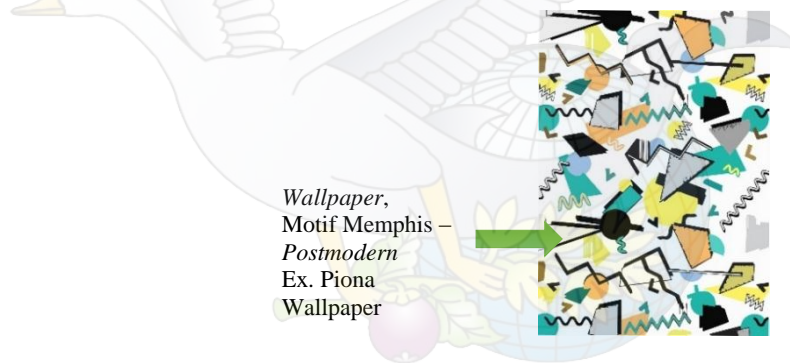 Wallpaper,
Motif Memphis –
Postmodern
Ex. Piona
Wallpaper